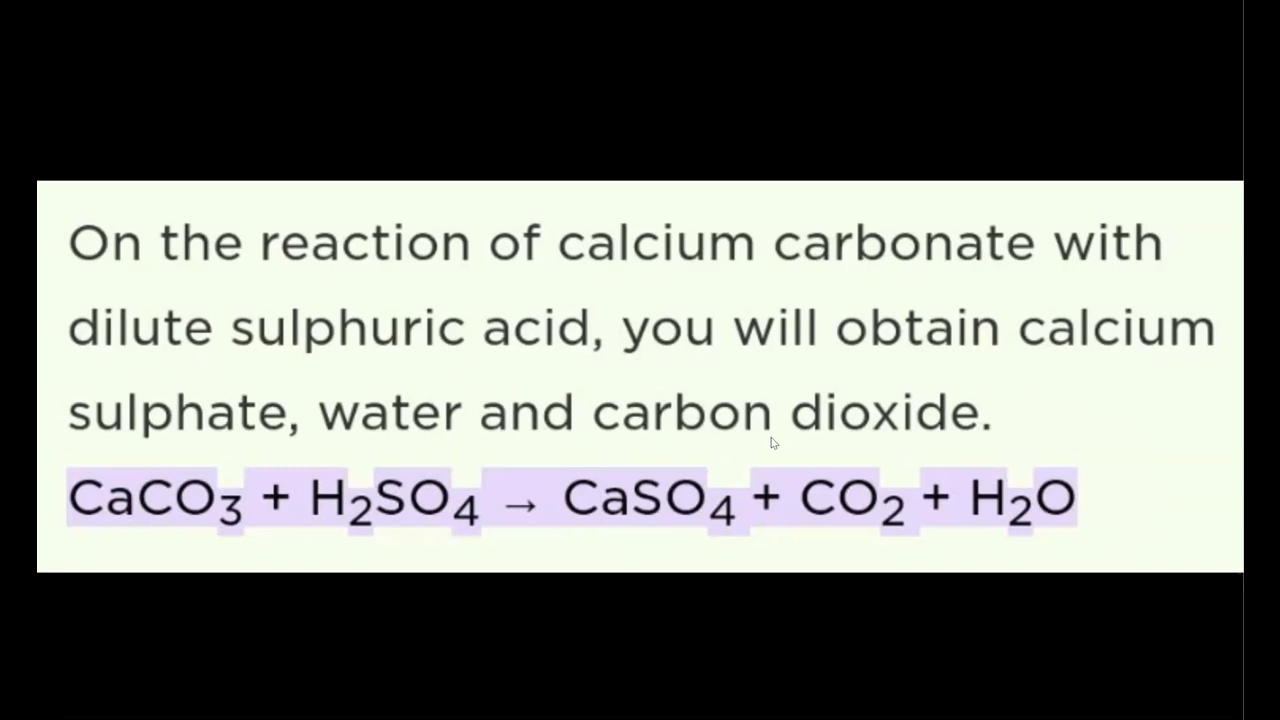 On the reaction of calcium carbonate with
dilute sulphuric acid, you will obtain calcium
sulphate, water and carbon dioxide.
CaCO₃ + H₂SO₄ → CaSO₄ + CO₂ + H₂O